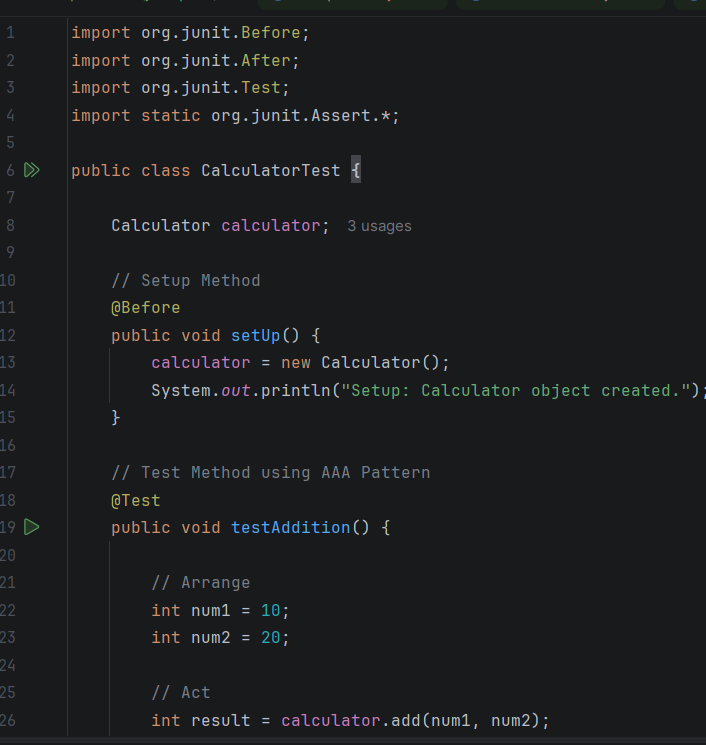 1 import org.junit.Before;
2 import org.junit.After;
3 import org.junit.Test;
4 import static org.junit.Assert.*;
5
6 public class CalculatorTest {
7
8 Calculator calculator; 3 usages
9
10 // Setup Method
11 @Before
12 public void setUp() {
13 calculator = new Calculator();
14 System.out.println("Setup: Calculator object created.");
15 }
16
17 // Test Method using AAA Pattern
18 @Test
19 public void testAddition() {
20
21 // Arrange
22 int num1 = 10;
23 int num2 = 20;
24
25 // Act
26 int result = calculator.add(num1, num2);